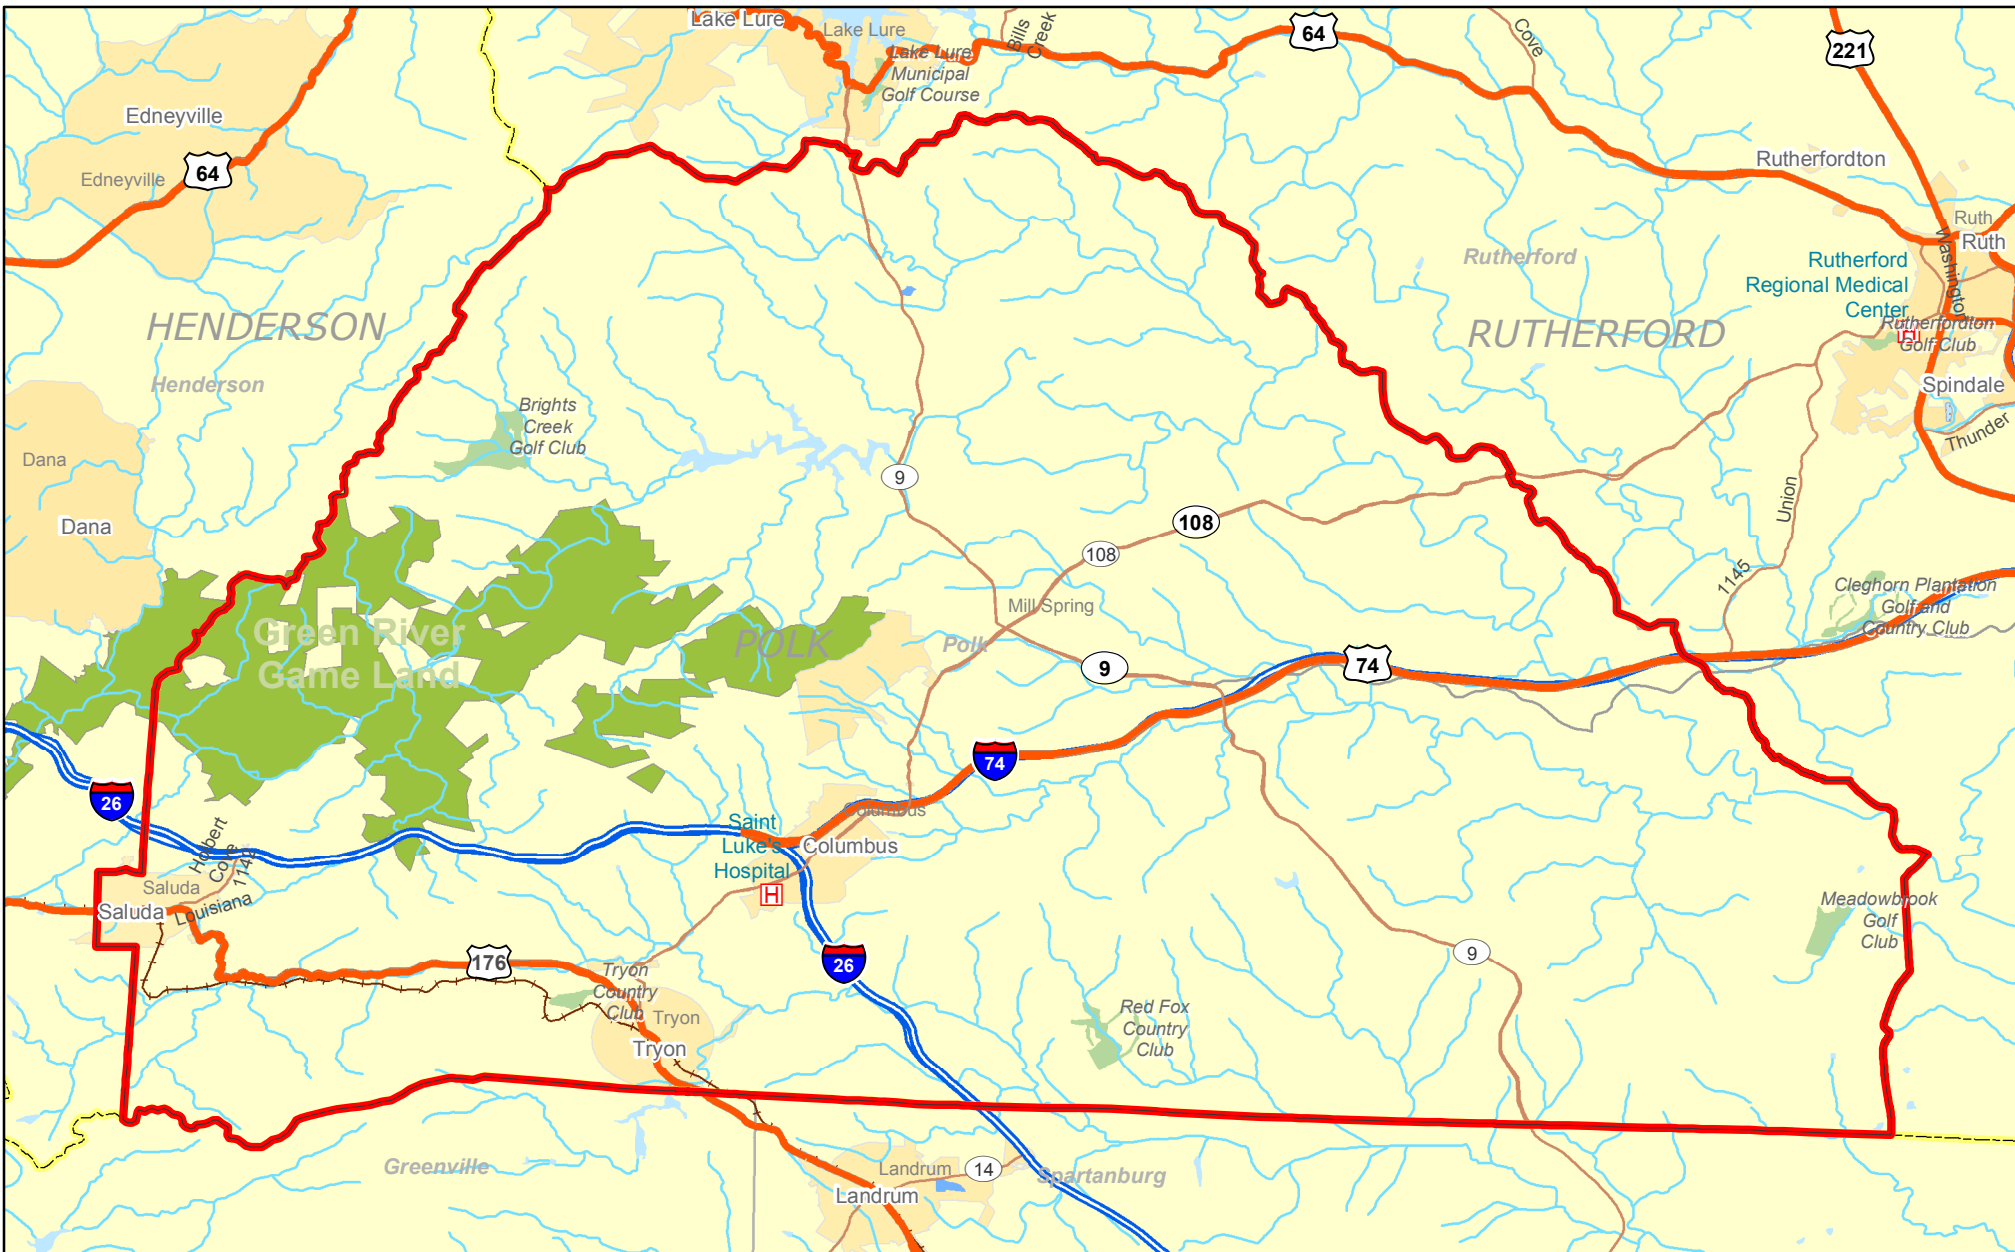 Lake Lure
Lake Lure
Bills
Creek
64
Cove
221
Lake Lure
Municipal
Golf Course
Edneyville
64
Edneyville
Rutherfordton
Ruth
Ruth
Washington
Rutherford
Rutherford
Regional Medical
Center
H
Rutherfordton
Golf Club
HENDERSON
Henderson
RUTHERFORD
Spindale
Thunder
Brights
Creek
Golf Club
Dana
Dana
9
Union
108
108
1145
Cleghorn Plantation
Golf and
Country Club
Mill Spring
Green River
Game Land
POLK
Polk
9
74
74
26
Columbus
Saint
Luke's
Hospital
H
Columbus
Holbert
Cove
1142
Saluda
Saluda
Louisiana
Meadowbrook
Golf
Club
176
26
9
Tryon
Country
Club
Tryon
Tryon
Red Fox
Country
Club
Greenville
Landrum
14
Spartanburg
Landrum